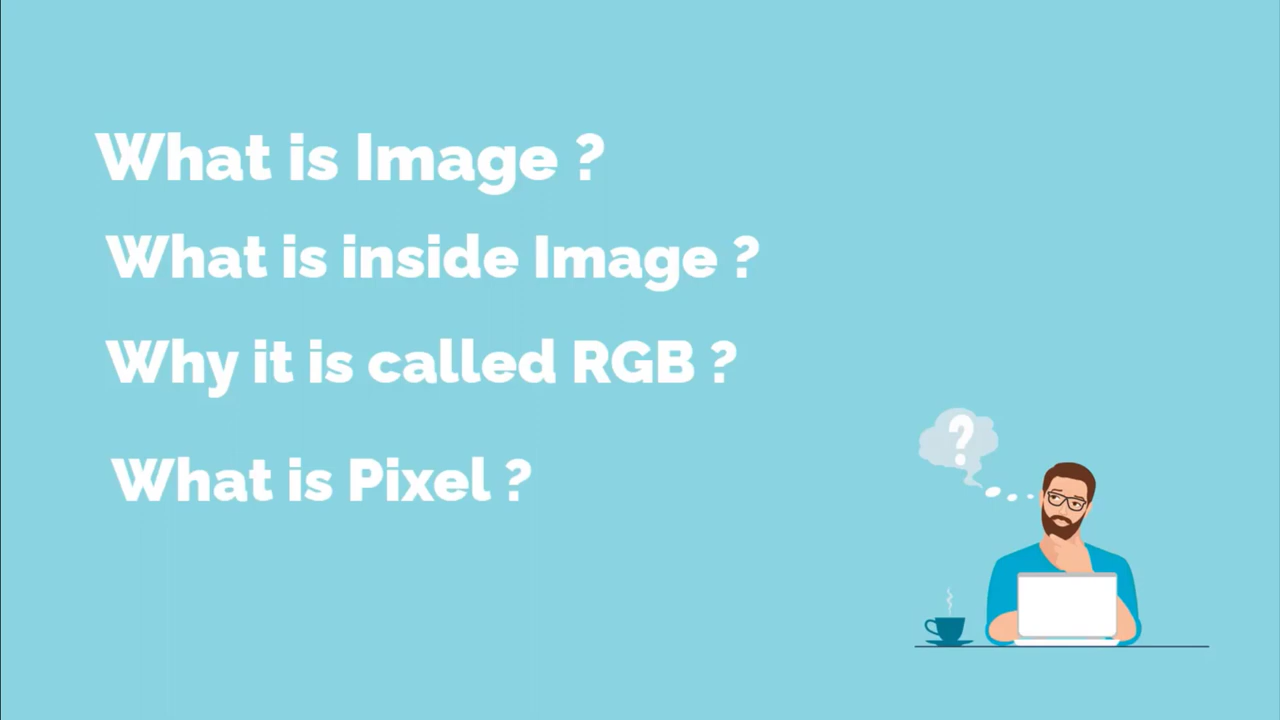 What is Image ?
What is inside Image ?
Why it is called RGB ?
What is Pixel ?
?